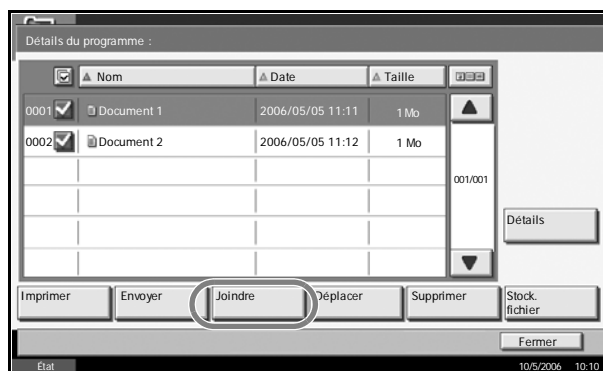 Détails du programme :
Nom Date Taille
0001 Document 1 2006/05/05 11:11 1 Mo
0002 Document 2 2006/05/05 11:12 1 Mo
001/001
Détails
Imprimer Envoyer Joindre Déplacer Supprimer Stock. fichier
Fermer
État 10/5/2006 10:10